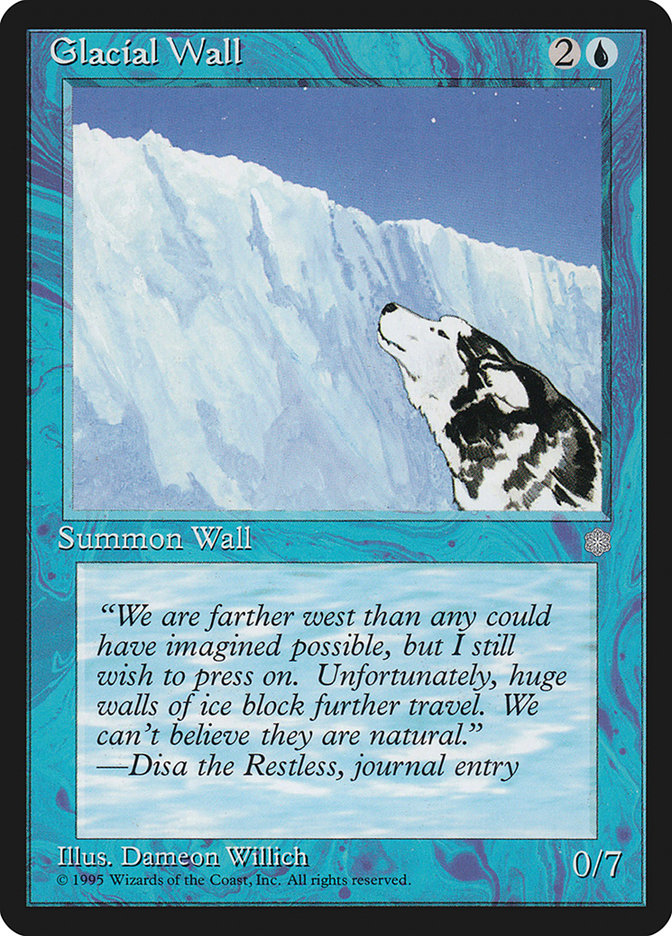 Glacial Wall 2
Summon Wall
“We are farther west than any could
have imagined possible, but I still
wish to press on. Unfortunately, huge
walls of ice block further travel. We
can’t believe they are natural.”
—Disa the Restless, journal entry
Illus. Dameon Willich
0/7
© 1995 Wizards of the Coast, Inc. All rights reserved.